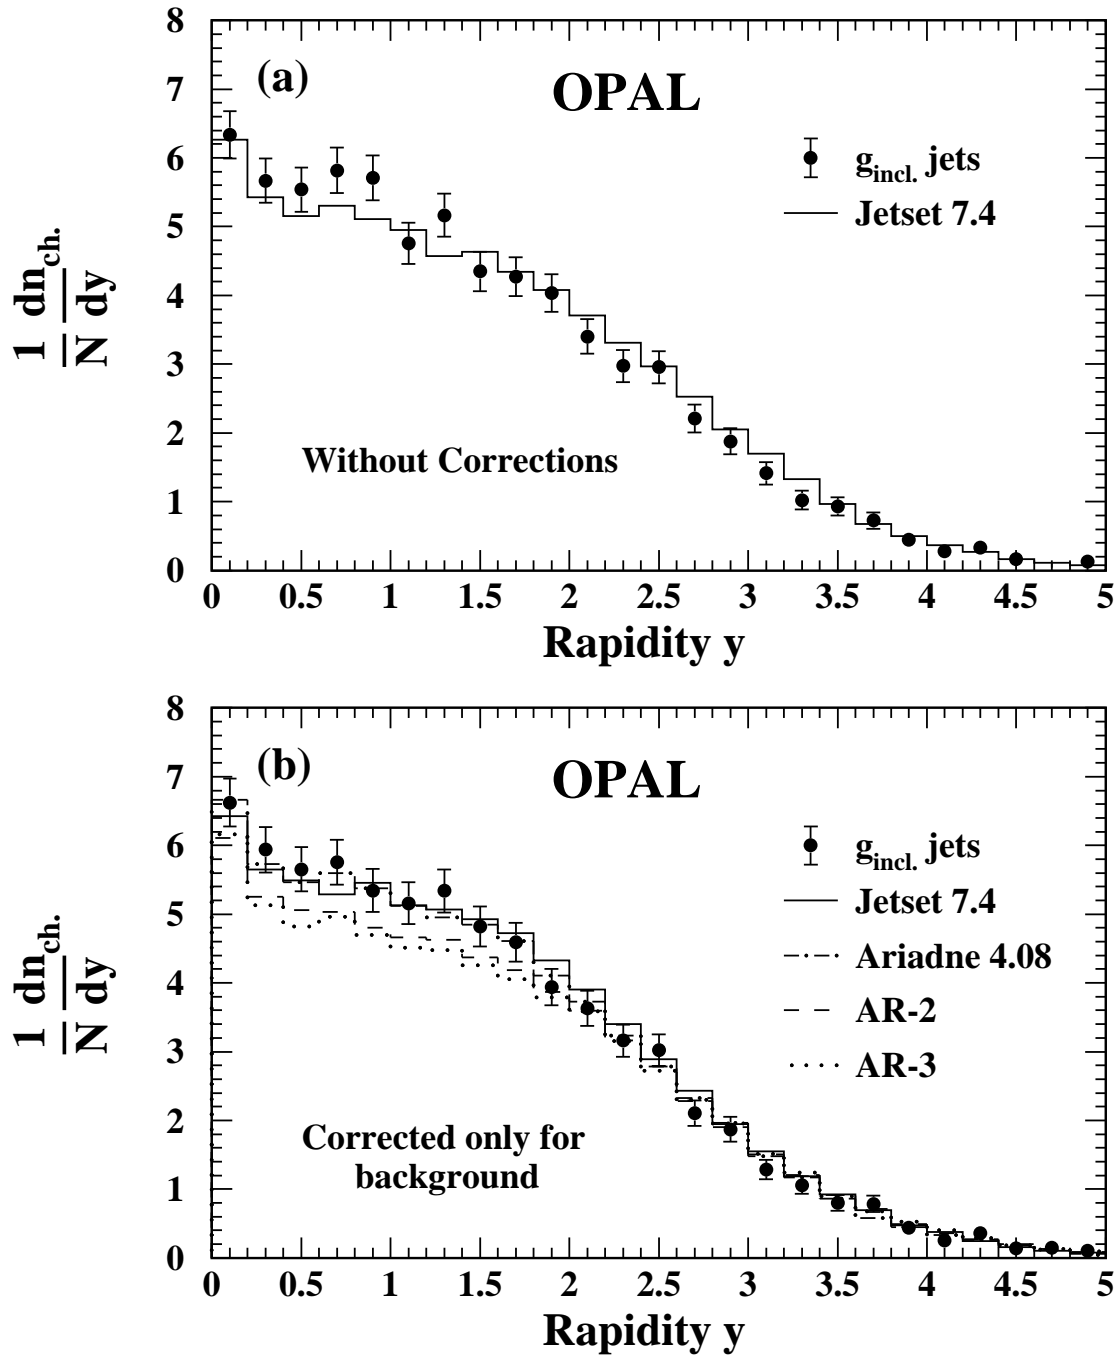 (a)
OPAL
g_incl. jets
Jetset 7.4
Without Corrections
1 dn_ch.
N dy
8
7
6
5
4
3
2
1
0
0 0.5 1 1.5 2 2.5 3 3.5 4 4.5 5
Rapidity y
(b)
OPAL
g_incl. jets
Jetset 7.4
Ariadne 4.08
AR-2
AR-3
Corrected only for
background
1 dn_ch.
N dy
8
7
6
5
4
3
2
1
0
0 0.5 1 1.5 2 2.5 3 3.5 4 4.5 5
Rapidity y